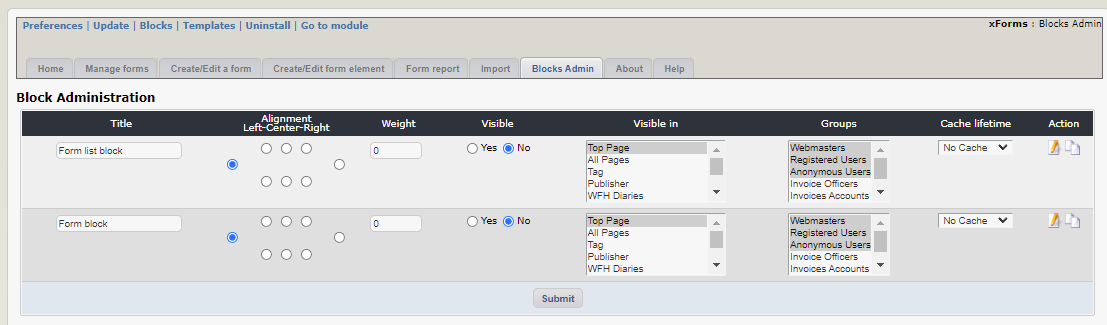 Preferences | Update | Blocks | Templates | Uninstall | Go to module
xForms : Blocks Admin
Home Manage forms Create/Edit a form Create/Edit form element Form report Import Blocks Admin About Help
Block Administration
Title Alignment Left-Center-Right Weight Visible Visible in Groups Cache lifetime Action
Form list block 0 Yes No No Cache
Top Page
All Pages
Tag
Publisher
WFH Diaries
Webmasters
Registered Users
Anonymous Users
Invoice Officers
Invoices Accounts
Form block 0 Yes No No Cache
Top Page
All Pages
Tag
Publisher
WFH Diaries
Webmasters
Registered Users
Anonymous Users
Invoice Officers
Invoices Accounts
Submit